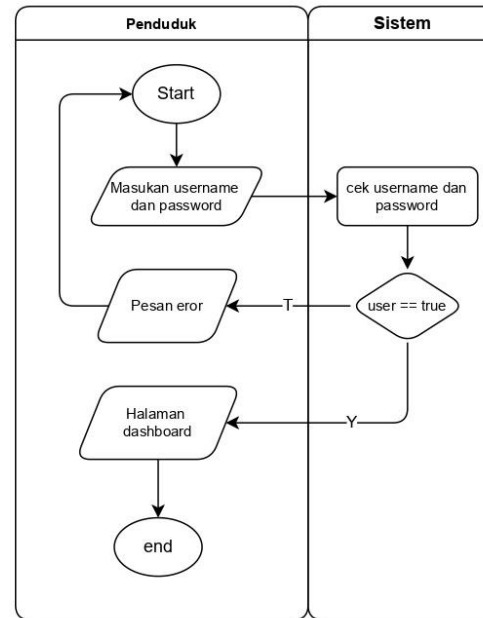 Penduduk
Sistem
Start
Masukan username
dan password
cek username dan
password
user == true
T
Pesan eror
Y
Halaman
dashboard
end